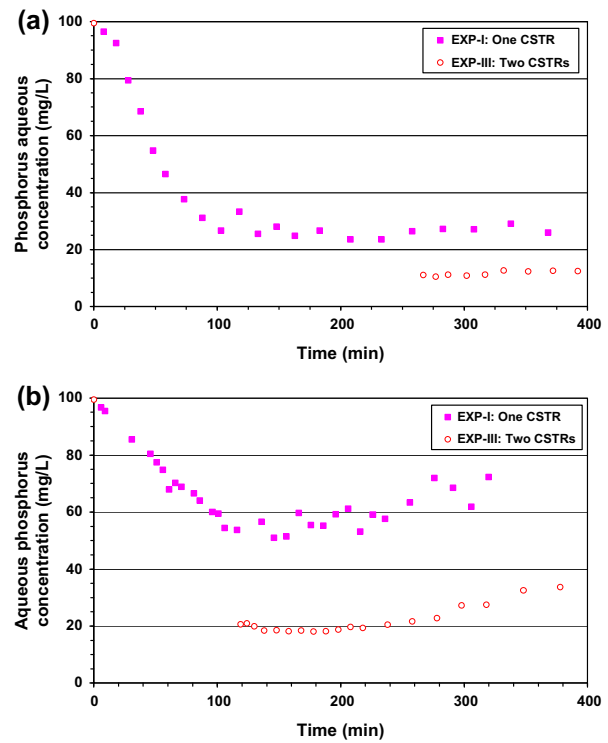 (a)
Phosphorus aqueous
concentration (mg/L)
100
80
60
40
20
0
EXP-I: One CSTR
EXP-III: Two CSTRs
0 100 200 300 400
Time (min)
(b)
Aqueous phosphorus
concentration (mg/L)
100
80
60
40
20
0
EXP-I: One CSTR
EXP-III: Two CSTRs
0 100 200 300 400
Time (min)